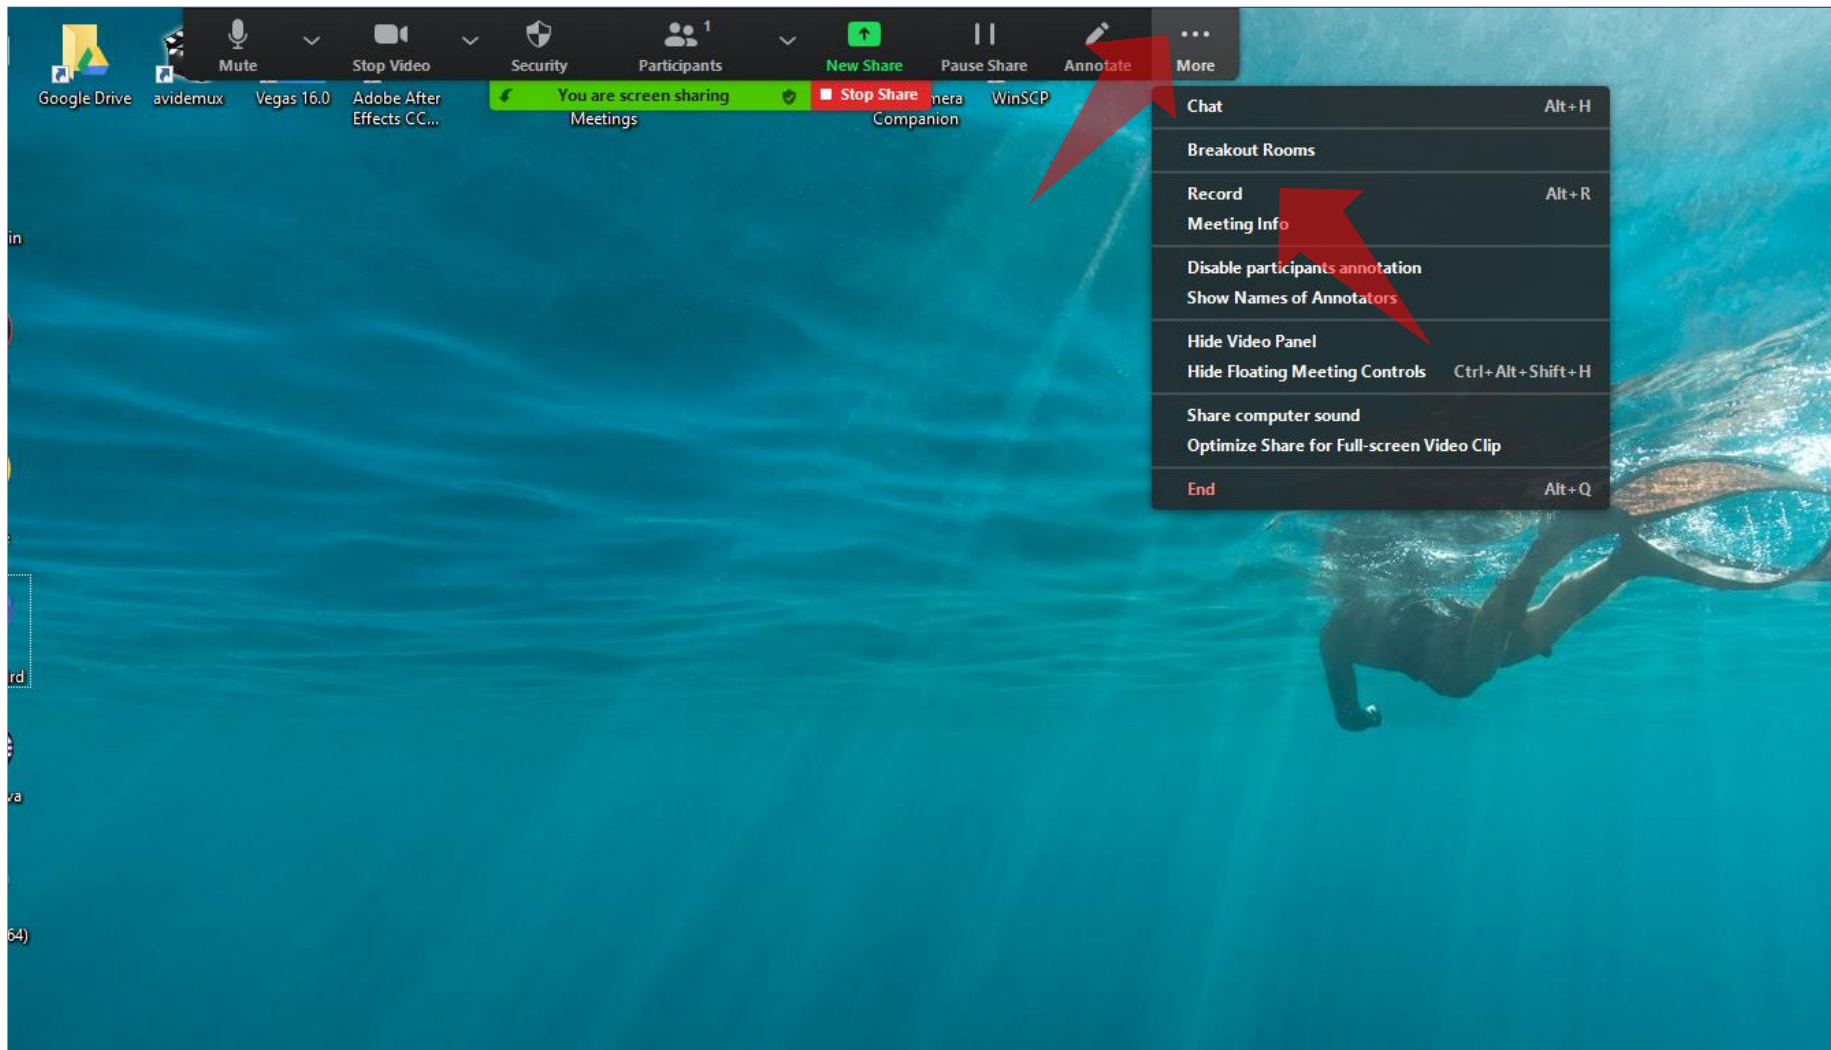 1
Mute
Stop Video
Security
Participants
New Share
Pause Share
Annotate
More
You are screen sharing
Stop Share
Google Drive
avidemux
Vegas 16.0
Adobe After
Effects CC...
Meetings
mera
Companion
WinSCP
Chat Alt+H
Breakout Rooms
Record Alt+R
Meeting Info
Disable participants annotation
Show Names of Annotators
Hide Video Panel
Hide Floating Meeting Controls Ctrl+Alt+Shift+H
Share computer sound
Optimize Share for Full-screen Video Clip
End Alt+Q
in
rd
va
64)